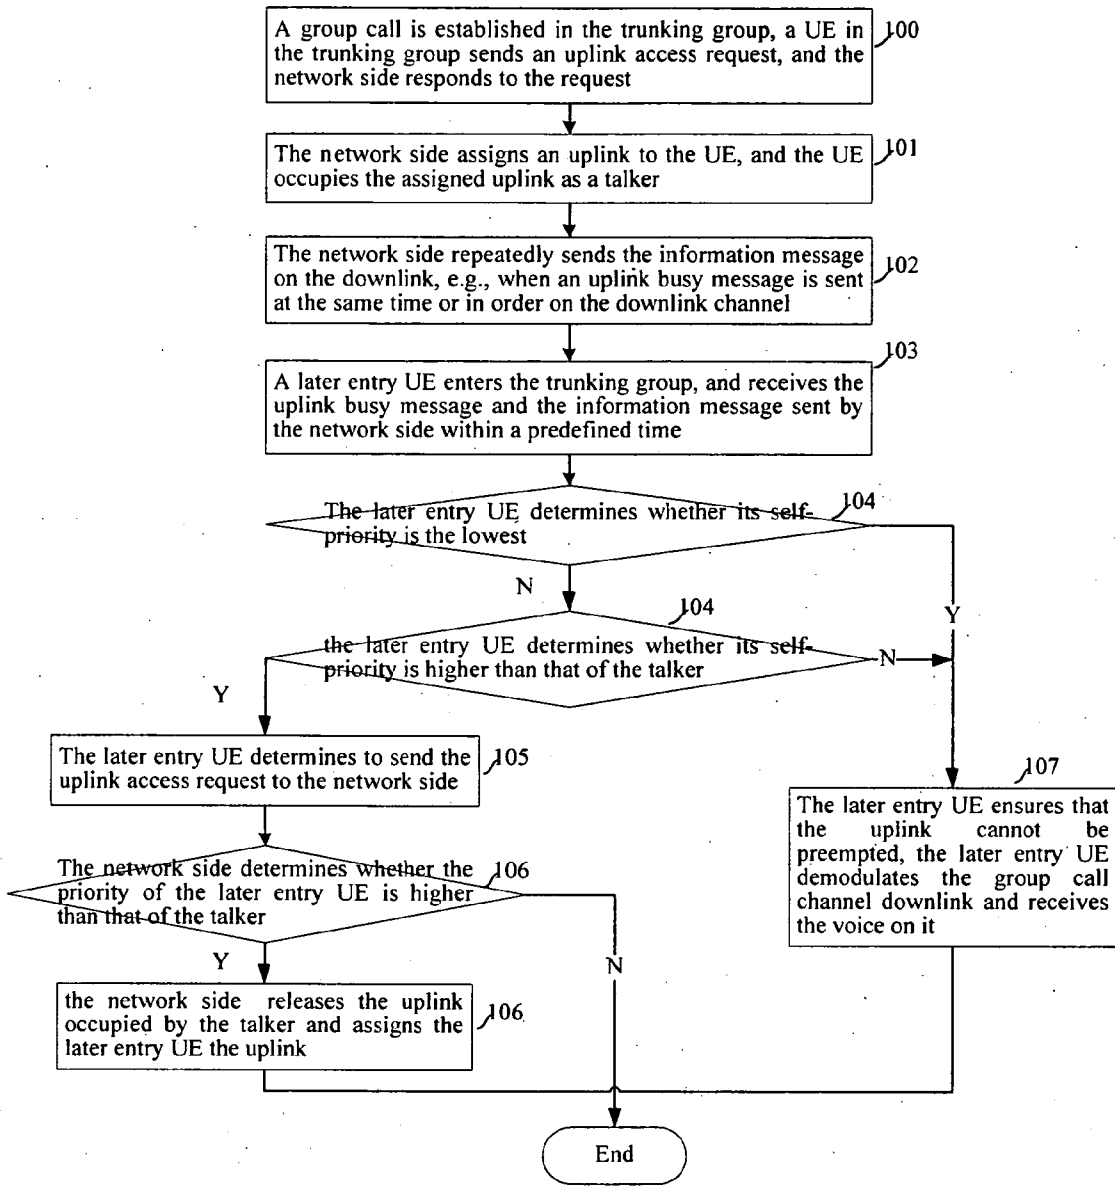 A group call is established in the trunking group, a UE in
the trunking group sends an uplink access request, and the
network side responds to the request
100
The network side assigns an uplink to the UE, and the UE
occupies the assigned uplink as a talker
101
The network side repeatedly sends the information message
on the downlink, e.g., when an uplink busy message is sent
at the same time or in order on the downlink channel
102
103
A later entry UE enters the trunking group, and receives the
uplink busy message and the information message sent by
the network side within a predefined time
104
The later entry UE determines whether its self-
priority is the lowest
N
Y
104
the later entry UE determines whether its self-
priority is higher than that of the talker
N
Y
The later entry UE determines to send the
uplink access request to the network side
105
107
The later entry UE ensures that
the uplink cannot be
preempted, the later entry UE
demodulates the group call
channel downlink and receives
the voice on it
The network side determines whether the
priority of the later entry UE is higher
than that of the talker
106
Y
N
the network side releases the uplink
occupied by the talker and assigns the
later entry UE the uplink
106
End